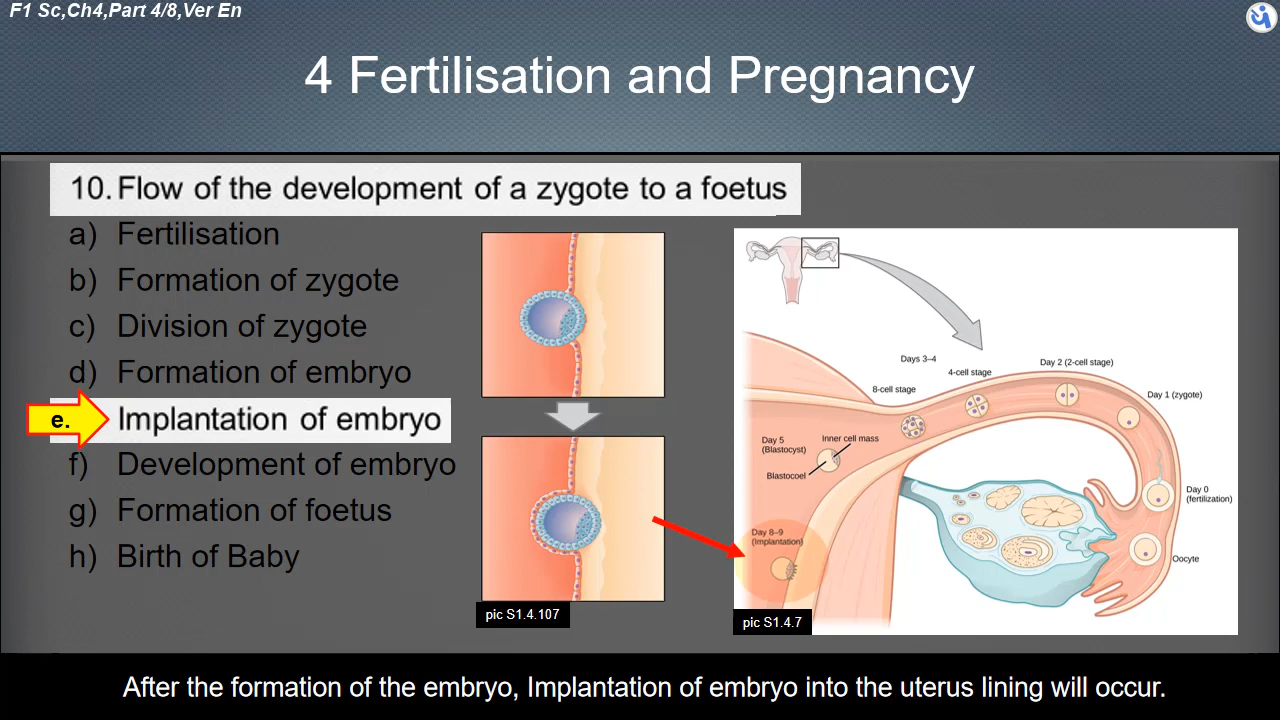 F1 Sc,Ch4,Part 4/8,Ver En
4 Fertilisation and Pregnancy
10. Flow of the development of a zygote to a foetus
a) Fertilisation
b) Formation of zygote
c) Division of zygote
d) Formation of embryo
e. Implantation of embryo
f) Development of embryo
g) Formation of foetus
h) Birth of Baby
pic S1.4.107
Days 3–4
4-cell stage
8-cell stage
Day 2 (2-cell stage)
Day 1 (zygote)
Day 5
(Blastocyst)
Inner cell mass
Blastocoel
Day 0
(fertilization)
Day 8–9
(Implantation)
Oocyte
pic S1.4.7
After the formation of the embryo, Implantation of embryo into the uterus lining will occur.